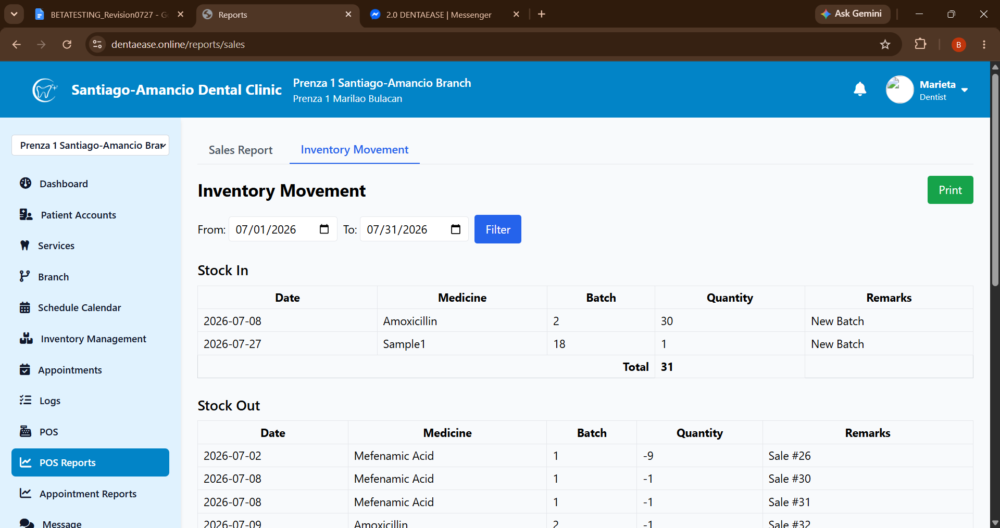 BETATESTING_Revision0727 - G
Reports
2.0 DENTAEASE | Messenger
Ask Gemini
dentaease.online/reports/sales
B
Santiago-Amancio Dental Clinic
Prenza 1 Santiago-Amancio Branch
Prenza 1 Marilao Bulacan
Marieta
Dentist
Prenza 1 Santiago-Amancio Bra
Dashboard
Patient Accounts
Services
Branch
Schedule Calendar
Inventory Management
Appointments
Logs
POS
POS Reports
Appointment Reports
Message
Sales Report
Inventory Movement
Inventory Movement
Print
From: 07/01/2026 To: 07/31/2026 Filter
Stock In
Date Medicine Batch Quantity Remarks
2026-07-08 Amoxicillin 2 30 New Batch
2026-07-27 Sample1 18 1 New Batch
Total 31
Stock Out
Date Medicine Batch Quantity Remarks
2026-07-02 Mefenamic Acid 1 -9 Sale #26
2026-07-08 Mefenamic Acid 1 -1 Sale #30
2026-07-08 Mefenamic Acid 1 -1 Sale #31
2026-07-09 Amoxicillin 2 -1 Sale #32